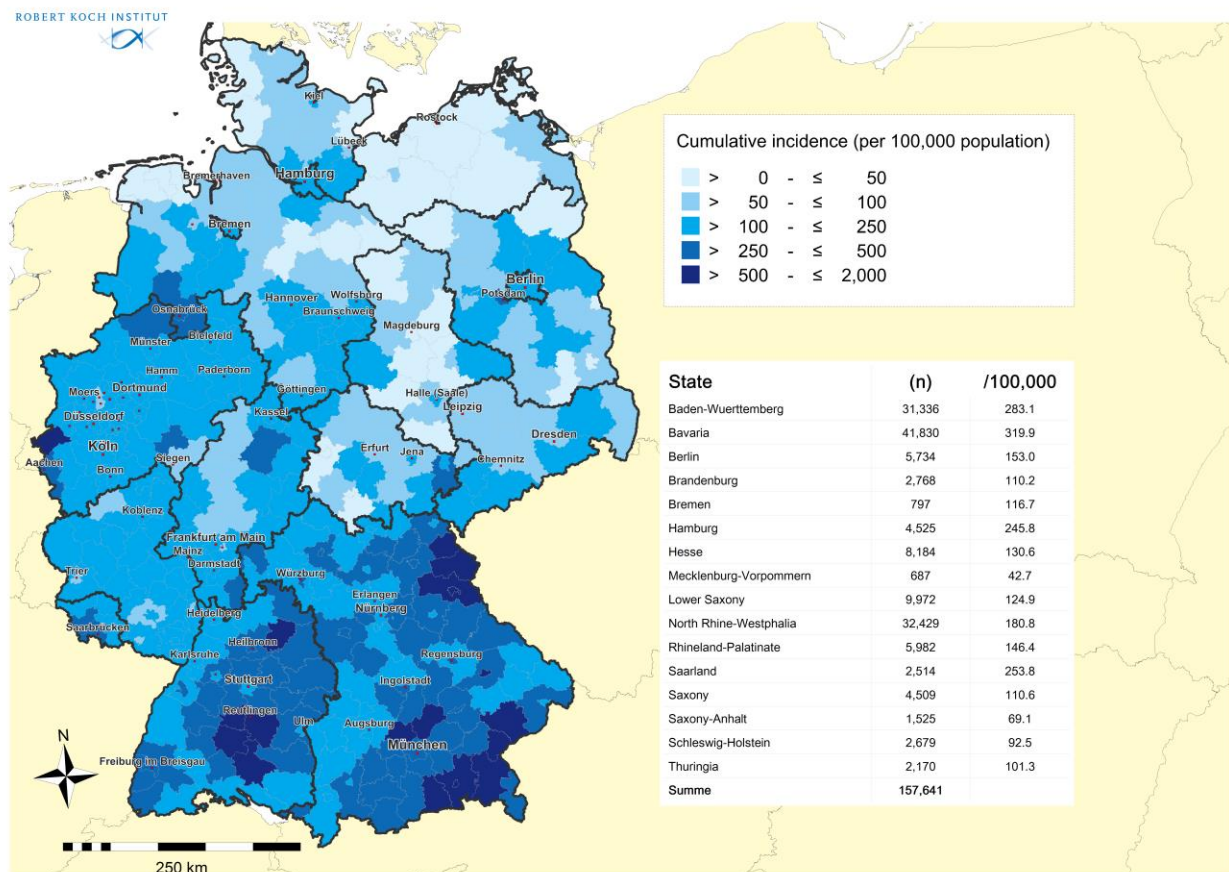 ROBERT KOCH INSTITUT
Kiel
Rostock
Lübeck
Hamburg
Bremerhaven
Bremen
Berlin
Potsdam
Hannover
Wolfsburg
Braunschweig
Osnabrück
Magdeburg
Bielefeld
Münster
Hamm
Paderborn
Göttingen
Halle (Saale)
Moers
Dortmund
Leipzig
Kassel
Düsseldorf
Dresden
Köln
Erfurt
Jena
Aachen
Siegen
Chemnitz
Bonn
Koblenz
Frankfurt am Main
Mainz
Darmstadt
Trier
Würzburg
Erlangen
Nürnberg
Heidelberg
Saarbrücken
Heilbronn
Karlsruhe
Regensburg
Stuttgart
Ingolstadt
Reutlingen
Ulm
Augsburg
München
Freiburg im Breisgau
N
250 km
Cumulative incidence (per 100,000 population)
> 0 - ≤ 50
> 50 - ≤ 100
> 100 - ≤ 250
> 250 - ≤ 500
> 500 - ≤ 2,000
State (n) /100,000
Baden-Wuerttemberg 31,336 283.1
Bavaria 41,830 319.9
Berlin 5,734 153.0
Brandenburg 2,768 110.2
Bremen 797 116.7
Hamburg 4,525 245.8
Hesse 8,184 130.6
Mecklenburg-Vorpommern 687 42.7
Lower Saxony 9,972 124.9
North Rhine-Westphalia 32,429 180.8
Rhineland-Palatinate 5,982 146.4
Saarland 2,514 253.8
Saxony 4,509 110.6
Saxony-Anhalt 1,525 69.1
Schleswig-Holstein 2,679 92.5
Thuringia 2,170 101.3
Summe 157,641